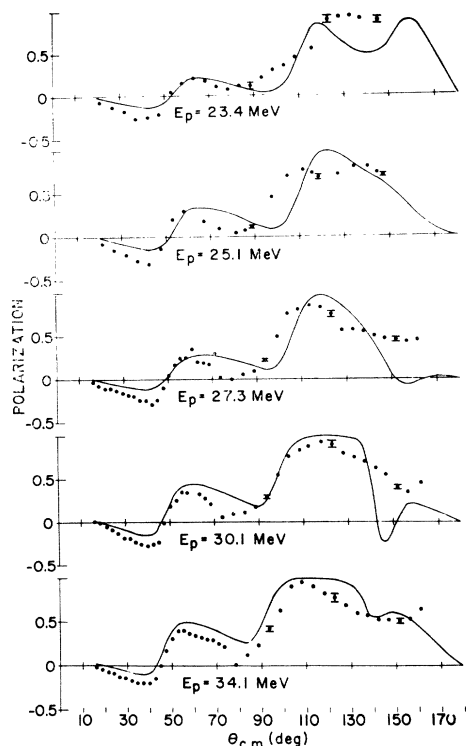 0.5
0
-0.5
Ep = 23.4 MeV
0.5
0
-0.5
Ep = 25.1 MeV
0.5
0
-0.5
Ep = 27.3 MeV
POLARIZATION
0.5
0
-0.5
Ep = 30.1 MeV
0.5
0
-0.5
Ep = 34.1 MeV
10 30 50 70 90 110 130 150 170
θc.m (deg)